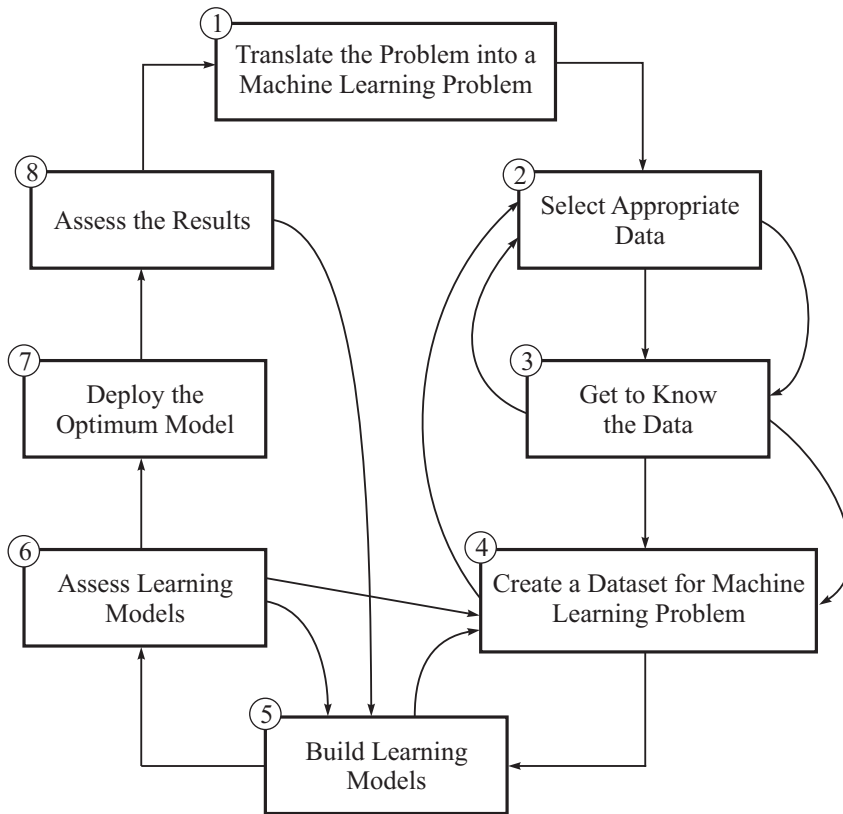 1
Translate the Problem into a
Machine Learning Problem
2
Select Appropriate
Data
3
Get to Know
the Data
4
Create a Dataset for Machine
Learning Problem
5
Build Learning
Models
6
Assess Learning
Models
7
Deploy the
Optimum Model
8
Assess the Results